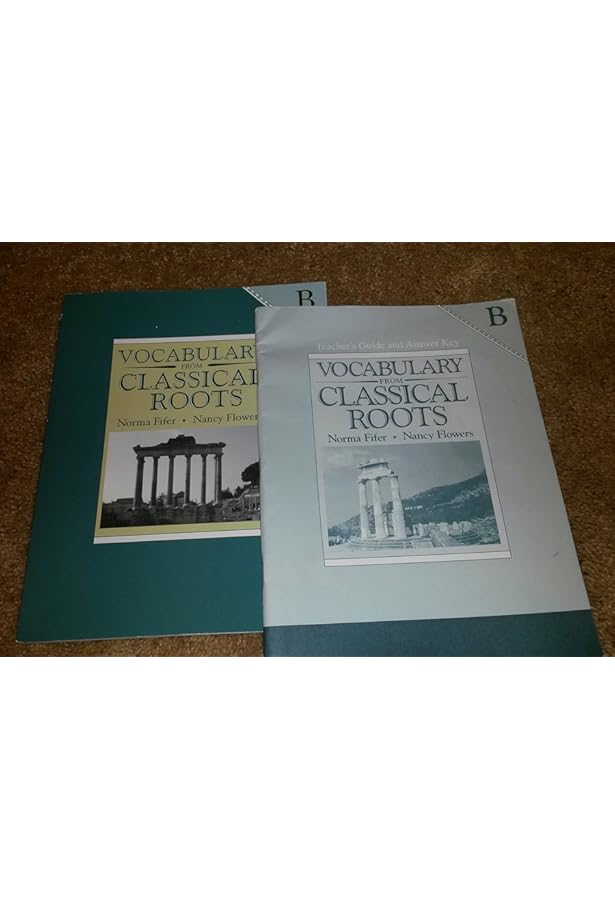 B
VOCABULARY
FROM
CLASSICAL
ROOTS
Norma Fifer • Nancy Flowers
B
Teacher's Guide and Answer Key
VOCABULARY
FROM
CLASSICAL
ROOTS
Norma Fifer • Nancy Flowers